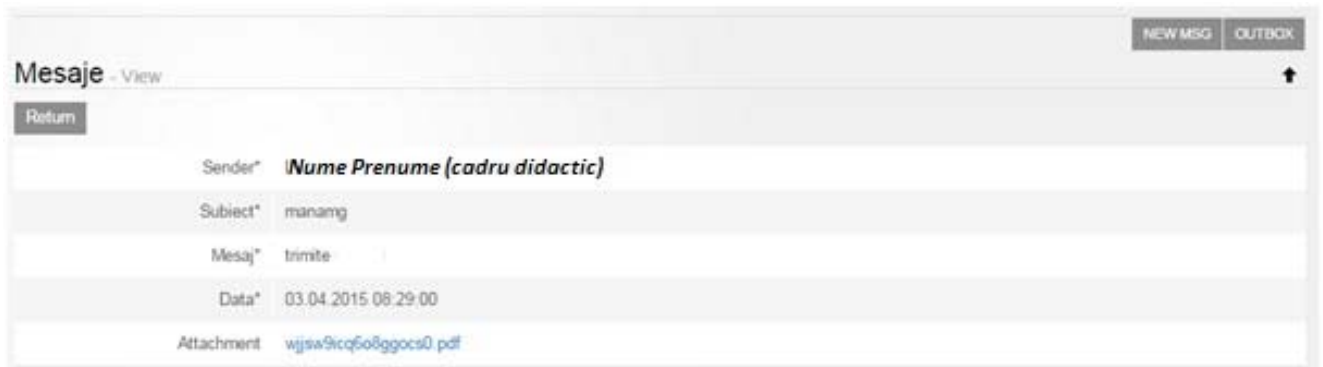 NEW MSG OUTBOX
Mesaje - View
Return
Sender* Nume Prenume (cadru didactic)
Subiect* manamg
Mesaj* trimite
Data* 03.04.2015 08:29:00
Attachment wjjsw9icq6o8ggocs0.pdf